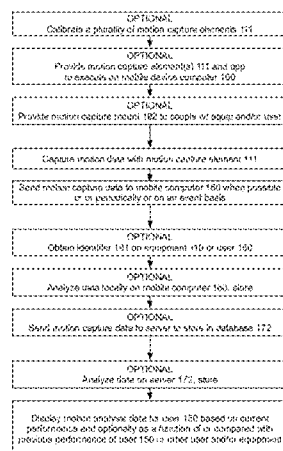 OPTIONAL
Calibrate a plurality of motion capture elements 111
OPTIONAL
Provide motion capture element(s) 111 and app
to execute on mobile device computer 160
OPTIONAL
Provide motion capture mount 192 to couple w/ equip and/or user
Capture motion data with motion capture element 111
Send motion capture data to mobile computer 160 when possible
or periodically or on an event basis
OPTIONAL
Obtain identifier 191 on equipment 110 or user 150
OPTIONAL
Analyze data locally on mobile computer 160, store
OPTIONAL
Send motion capture data to server to store in database 172
OPTIONAL
Analyze data on server 172, store
Display motion analysis data for user 150 based on current
performance and optionally as a function of or compared with
previous performance of user 150 or other user and/or equipment